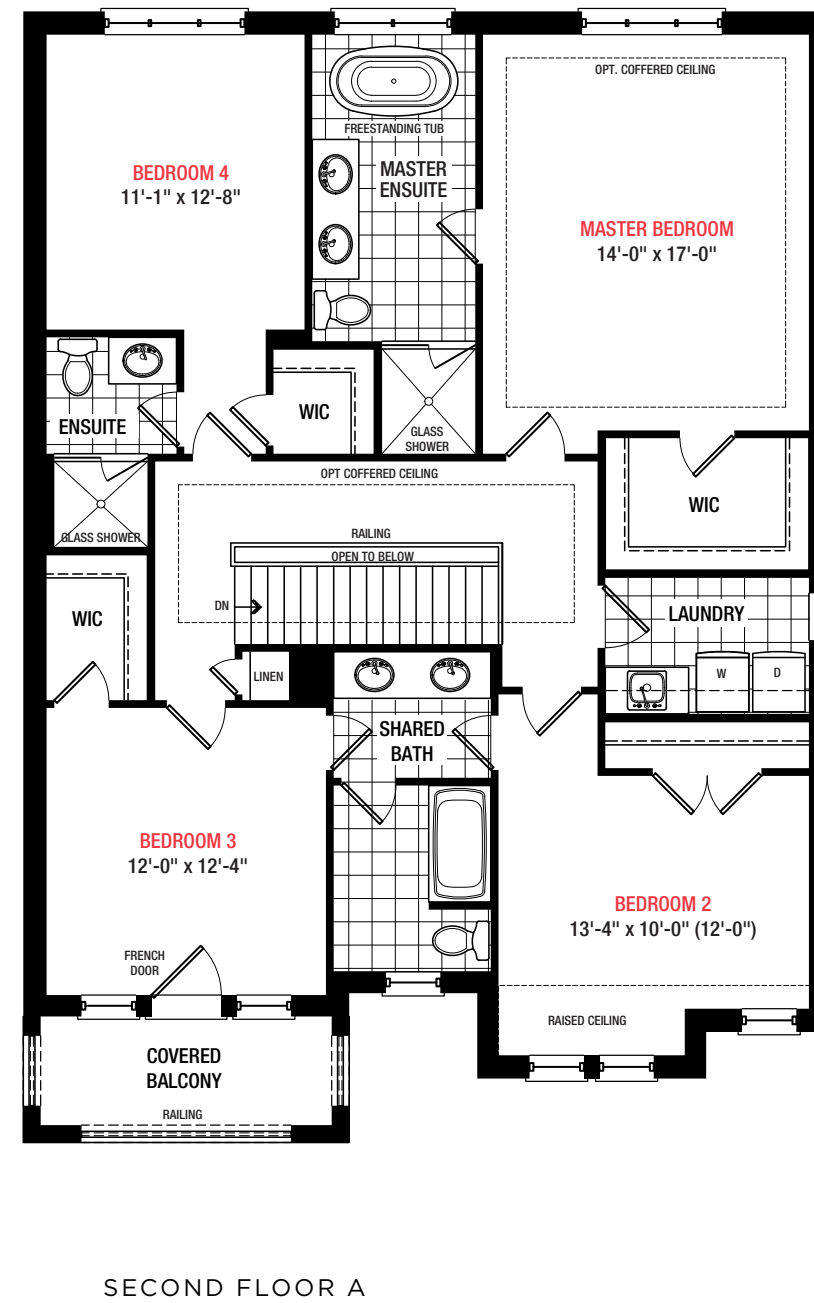 OPT. COFFERED CEILING
FREESTANDING TUB
MASTER
ENSUITE
BEDROOM 4
11'-1" x 12'-8"
MASTER BEDROOM
14'-0" x 17'-0"
WIC
ENSUITE
GLASS
SHOWER
OPT COFFERED CEILING
WIC
RAILING
GLASS SHOWER
OPEN TO BELOW
DN
WIC
LAUNDRY
LINEN
W
D
SHARED
BATH
BEDROOM 3
12'-0" x 12'-4"
BEDROOM 2
13'-4" x 10'-0" (12'-0")
FRENCH
DOOR
RAISED CEILING
COVERED
BALCONY
RAILING
SECOND FLOOR A